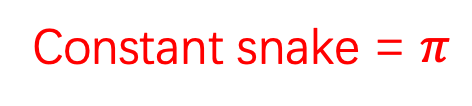 Constant snake = π